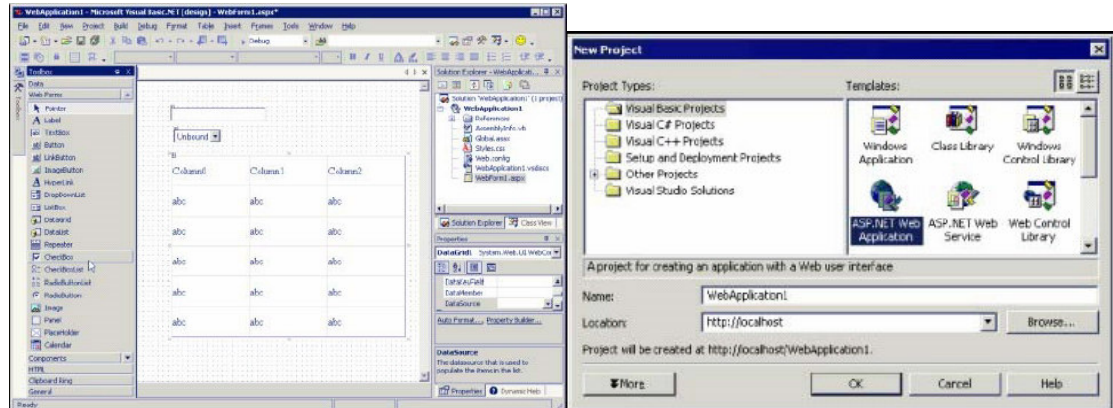 WebApplication1 - Microsoft Visual Basic.NET [design] - WebForm1.aspx*
File Edit View Project Build Debug Format Table Insert Frames Tools Window Help
Debug
Toolbox
Data
Web Forms
Pointer
Label
TextBox
Button
LinkButton
ImageButton
HyperLink
DropDownList
ListBox
DataGrid
DataList
Repeater
CheckBox
CheckBoxList
RadioButtonList
RadioButton
Image
Panel
PlaceHolder
Calendar
Components
HTML
Clipboard Ring
General
Toolbox
Unbound
Column0 Column1 Column2
abc abc abc
abc abc abc
abc abc abc
abc abc abc
abc abc abc
Solution Explorer - WebApplicati...
Solution 'WebApplication1' (1 project)
WebApplication1
References
AssemblyInfo.vb
Global.asax
Styles.css
Web.config
WebApplication1.vsdisco
WebForm1.aspx
Solution Explorer Class View
Properties
DataGrid1 System.Web.UI.WebCon
DataKeyField
DataMember
DataSource
Auto Format..., Property Builder...
DataSource
The datasource that is used to
populate the items in the list.
Properties Dynamic Help
Ready
New Project
Project Types:
Visual Basic Projects
Visual C# Projects
Visual C++ Projects
Setup and Deployment Projects
Other Projects
Visual Studio Solutions
Templates:
Windows Application
Class Library
Windows Control Library
ASP.NET Web Application
ASP.NET Web Service
Web Control Library
A project for creating an application with a Web user interface
Name: WebApplication1
Location: http://localhost Browse...
Project will be created at http://localhost/WebApplication1.
More OK Cancel Help